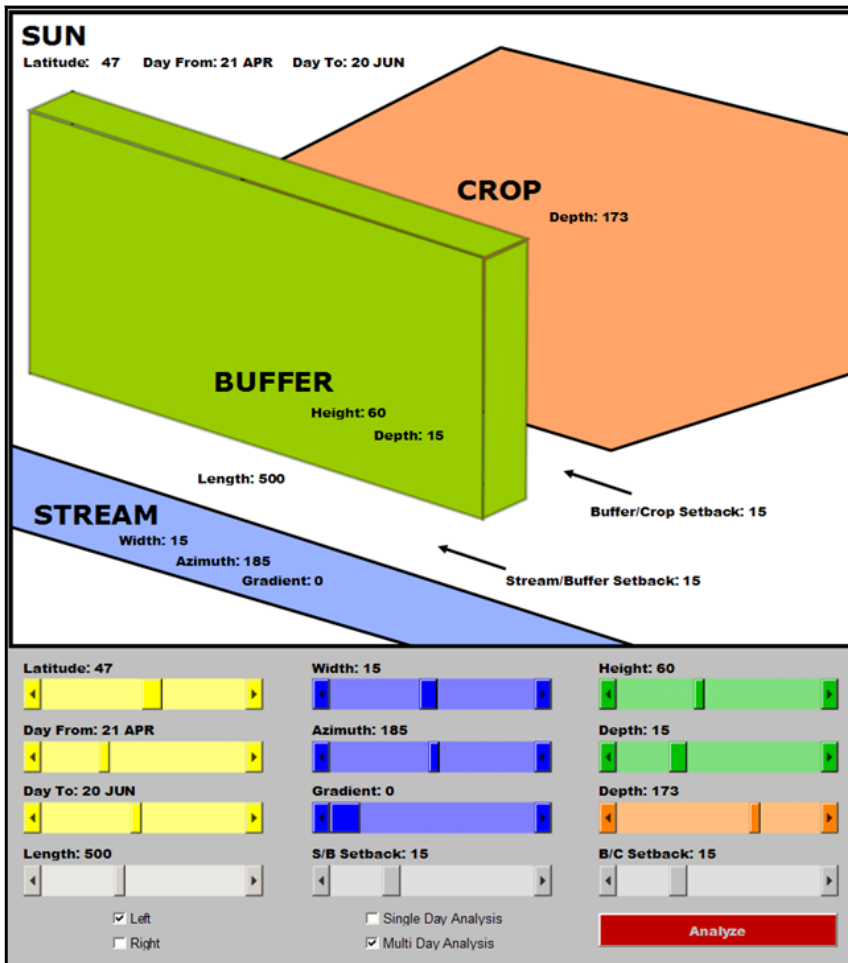 SUN
Latitude: 47 Day From: 21 APR Day To: 20 JUN
CROP
Depth: 173
BUFFER
Height: 60
Depth: 15
Length: 500
Buffer/Crop Setback: 15
STREAM
Width: 15
Azimuth: 185
Gradient: 0
Stream/Buffer Setback: 15
Latitude: 47 Width: 15 Height: 60
Day From: 21 APR Azimuth: 185 Depth: 15
Day To: 20 JUN Gradient: 0 Depth: 173
Length: 500 S/B Setback: 15 B/C Setback: 15
Left Single Day Analysis
Right Multi Day Analysis
Analyze